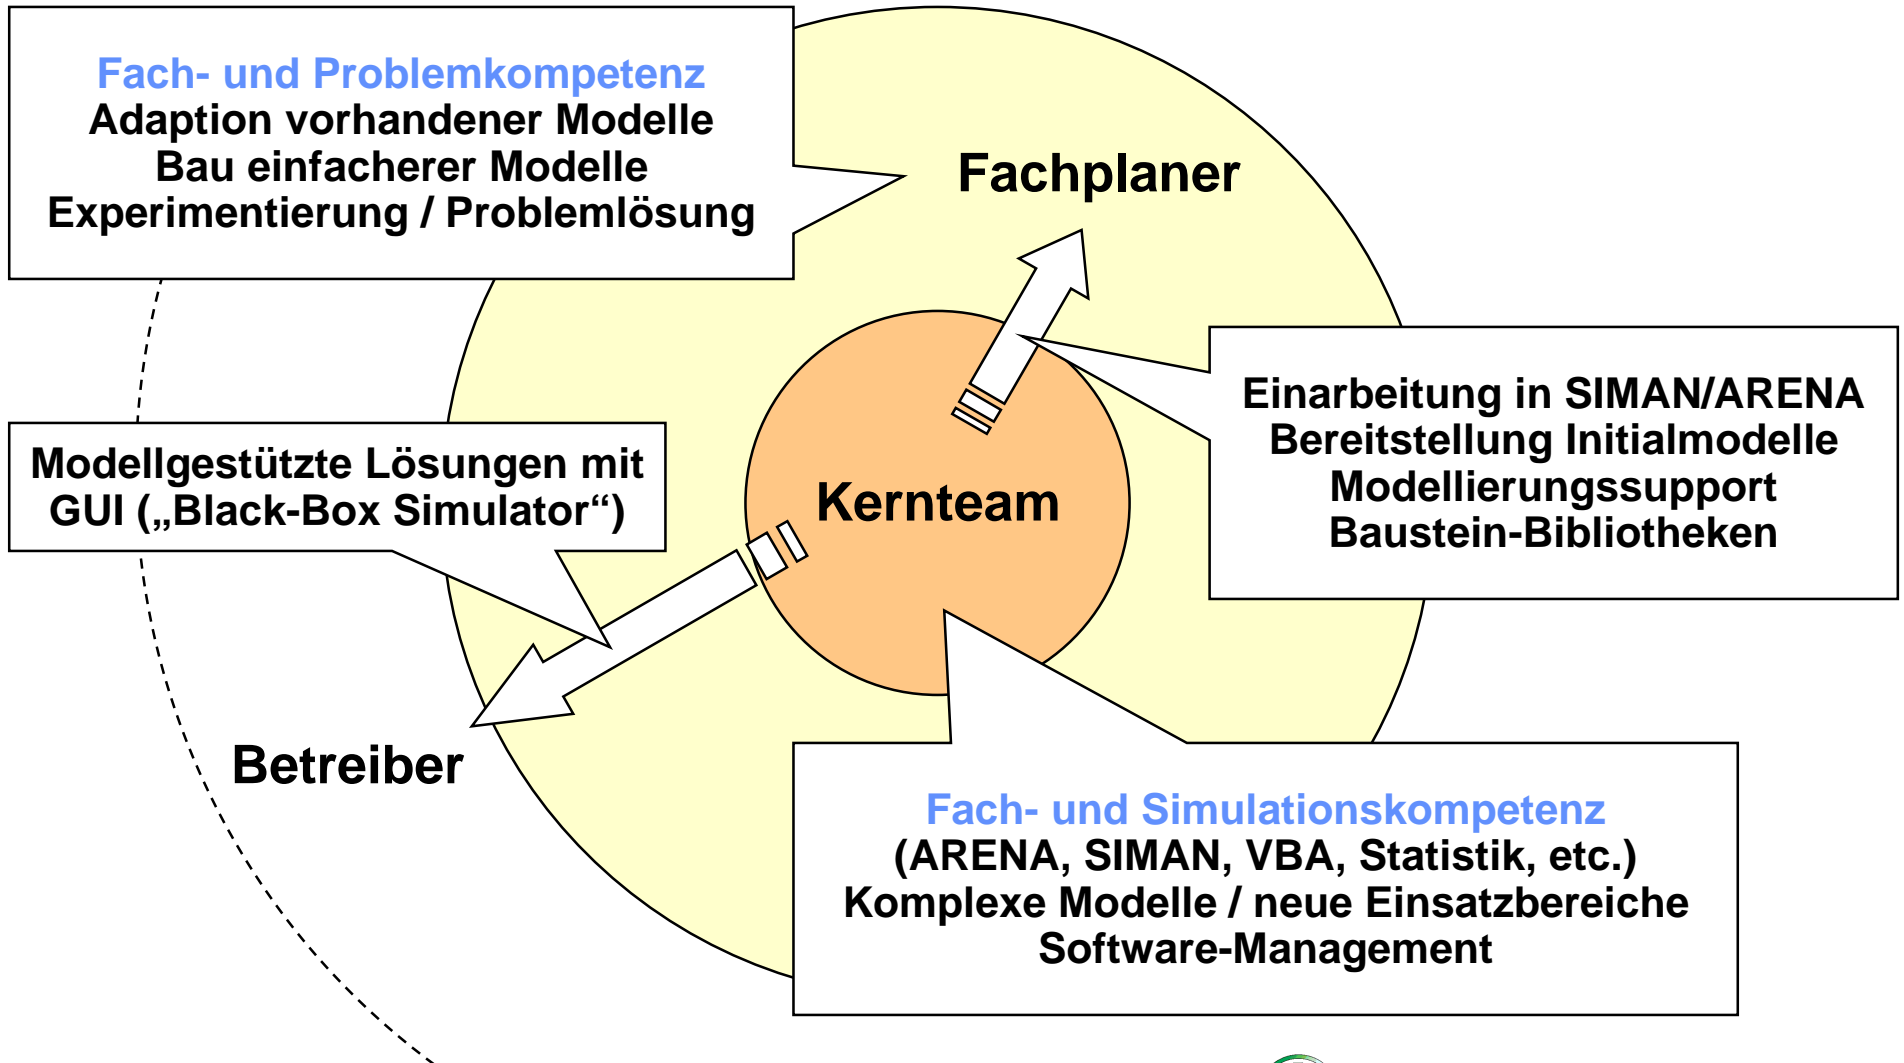 Fach- und Problemkompetenz
Adaption vorhandener Modelle
Bau einfacherer Modelle
Experimentierung / Problemlösung
Fachplaner
Einarbeitung in SIMAN/ARENA
Bereitstellung Initialmodelle
Modellierungssupport
Baustein-Bibliotheken
Modellgestützte Lösungen mit
GUI („Black-Box Simulator“)
Kernteam
Betreiber
Fach- und Simulationskompetenz
(ARENA, SIMAN, VBA, Statistik, etc.)
Komplexe Modelle / neue Einsatzbereiche
Software-Management